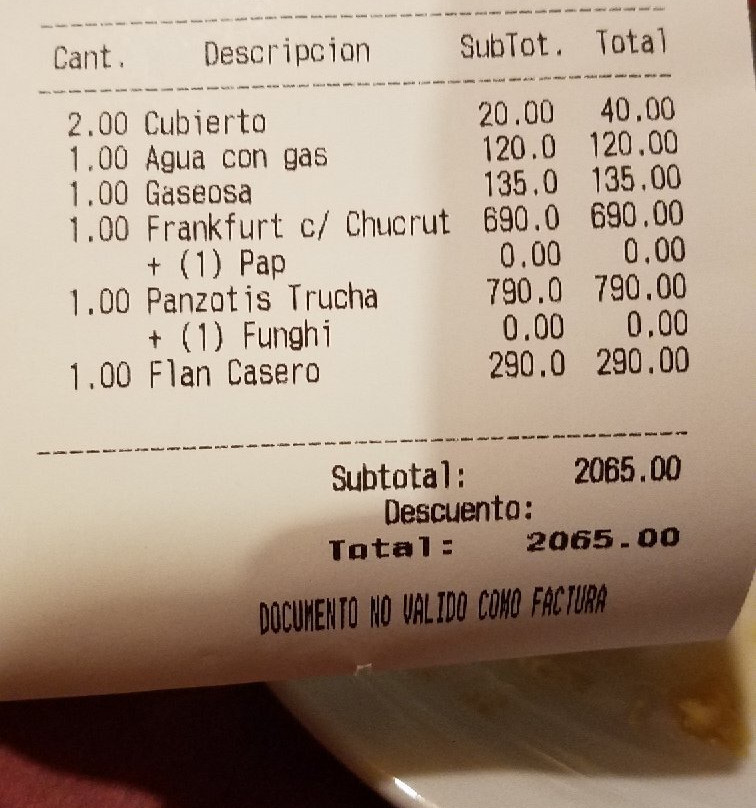 Cant. Descripcion SubTot. Total
2.00 Cubierto 20.00 40.00
1.00 Agua con gas 120.0 120.00
1.00 Gaseosa 135.0 135.00
1.00 Frankfurt c/ Chucrut 690.0 690.00
+ (1) Pap 0.00 0.00
1.00 Panzotis Trucha 790.0 790.00
+ (1) Funghi 0.00 0.00
1.00 Flan Casero 290.0 290.00
Subtotal: 2065.00
Descuento:
Total: 2065.00
DOCUMENTO NO VALIDO COMO FACTURA